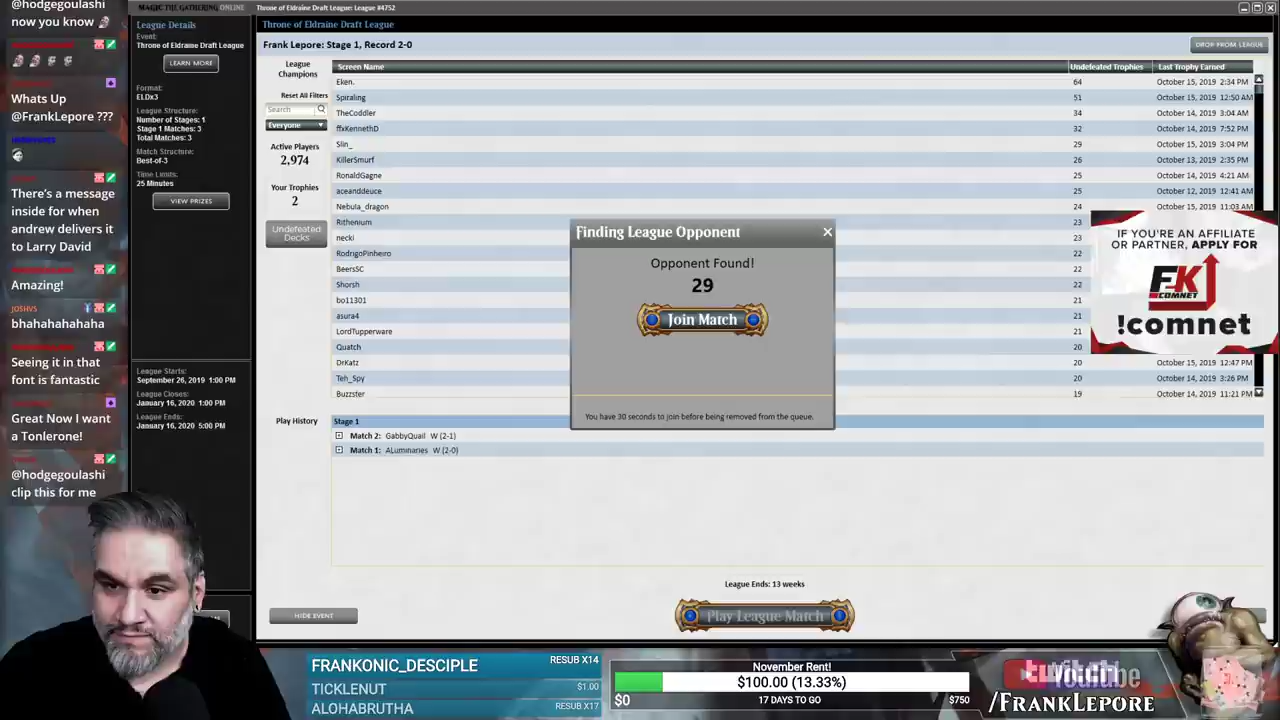 @hodgegoulashi
now you know
Whats Up
@FrankLepore ???
There's a message
inside for when
andrew delivers it
to Larry David
Amazing!
JOSHVS
bhahahahahaha
Seeing it in that
font is fantastic
Great Now I want
a Tonlerone!
@hodgegoulashi
clip this for me
MAGIC THE GATHERING ONLINE
Throne of Eldraine Draft League: League #4752
League Details
Event:
Throne of Eldraine Draft League
LEARN MORE
Format:
ELDx3
League Structure:
Number of Stages: 1
Stage 1 Matches: 3
Total Matches: 3
Match Structure:
Best-of-3
Time Limits:
25 Minutes
VIEW PRIZES
League Starts:
September 26, 2019 1:00 PM
League Closes:
January 16, 2020 1:00 PM
League Ends:
January 16, 2020 5:00 PM
Throne of Eldraine Draft League
Frank Lepore: Stage 1, Record 2-0
DROP FROM LEAGUE
League
Champions
Reset All Filters
Search
Everyone
Active Players
2,974
Your Trophies
2
Undefeated
Decks
Screen Name Undefeated Trophies Last Trophy Earned
Eken. 64 October 15, 2019 2:34 PM
Spiraling 51 October 15, 2019 12:50 AM
TheCoddler 34 October 14, 2019 3:04 AM
ffxKennethD 32 October 14, 2019 7:52 PM
Slin_ 29 October 15, 2019 3:04 PM
KillerSmurf 26 October 13, 2019 2:35 PM
RonaldGagne 25 October 14, 2019 4:21 AM
aceanddeuce 25 October 12, 2019 12:41 AM
Nebula_dragon 24 October 15, 2019 11:03 AM
Rithenium 23
necki 23
RodrigoPinheiro 22
BeersSC 22
Shorsh 22
bo11301 21
asura4 21
LordTupperware 21
Quatch 20
DrKatz 20 October 15, 2019 12:47 PM
Teh_Spy 20 October 14, 2019 3:26 PM
Buzzster 19 October 14, 2019 11:21 PM
Finding League Opponent
Opponent Found!
29
Join Match
You have 30 seconds to join before being removed from the queue.
IF YOU'RE AN AFFILIATE
OR PARTNER, APPLY FOR
COMNET
!comnet
Play History
Stage 1
Match 2: GabbyQuail W (2-1)
Match 1: ALuminaries W (2-0)
League Ends: 13 weeks
HIDE EVENT
Play League Match
FRANKONIC_DESCIPLE RESUB X14
TICKLENUT $1.00
ALOHABRUTHA RESUB X17
November Rent!
$100.00 (13.33%)
$0 17 DAYS TO GO $750
/FRANKLEPORE